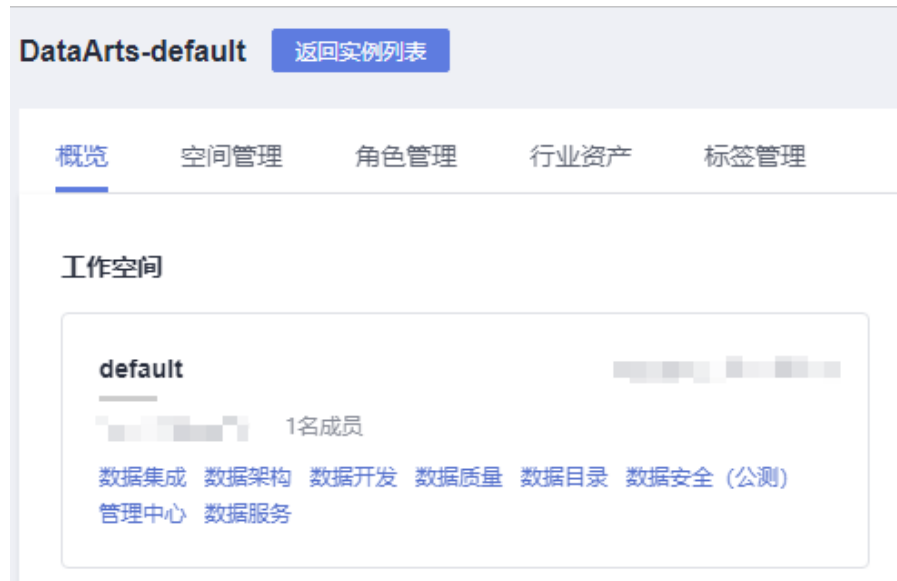 DataArts-default 返回实例列表
概览 空间管理 角色管理 行业资产 标签管理
工作空间
default
1名成员
数据集成 数据架构 数据开发 数据质量 数据目录 数据安全（公测）
管理中心 数据服务